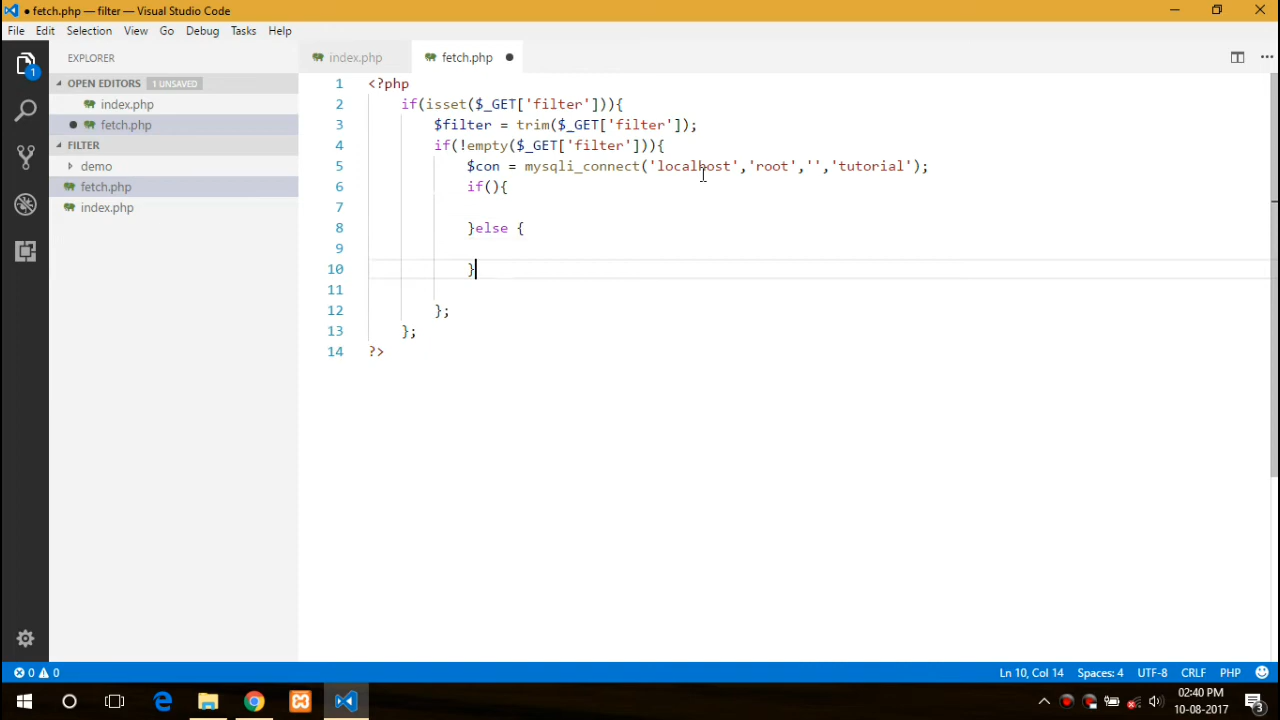 ● fetch.php — filter — Visual Studio Code
File Edit Selection View Go Debug Tasks Help
EXPLORER
index.php
fetch.php ●
OPEN EDITORS 1 UNSAVED
index.php
● fetch.php
FILTER
demo
fetch.php
index.php
1 <?php
2 if(isset($_GET['filter'])){
3 $filter = trim($_GET['filter']);
4 if(!empty($_GET['filter'])){
5 $con = mysqli_connect('localhost','root','','tutorial');
6 if(){
7
8 }else {
9
10 }
11
12 };
13 };
14 ?>
1
0 0
Ln 10, Col 14 Spaces: 4 UTF-8 CRLF PHP
02:40 PM
10-08-2017
3